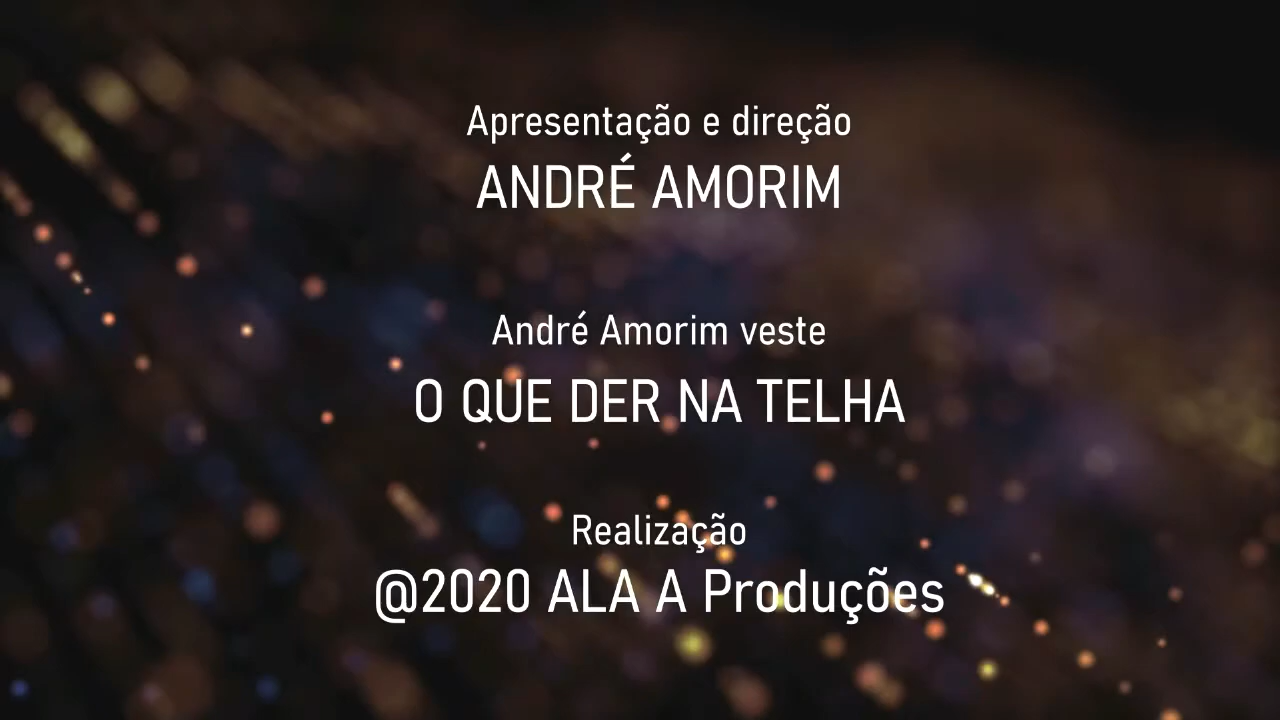 Apresentação e direção
ANDRÉ AMORIM
André Amorim veste
O QUE DER NA TELHA
Realização
@2020 ALA A Produções